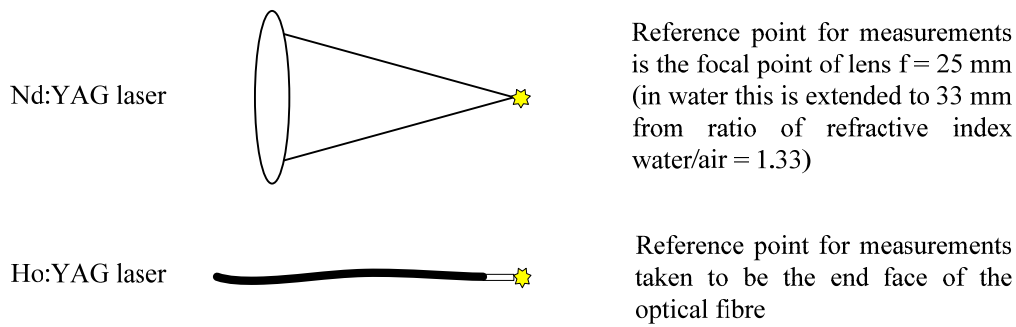 Reference point for measurements
is the focal point of lens f = 25 mm
Nd:YAG laser
(in water this is extended to 33 mm
from ratio of refractive index
water/air = 1.33)
Ho:YAG laser
Reference point for measurements
taken to be the end face of the
optical fibre